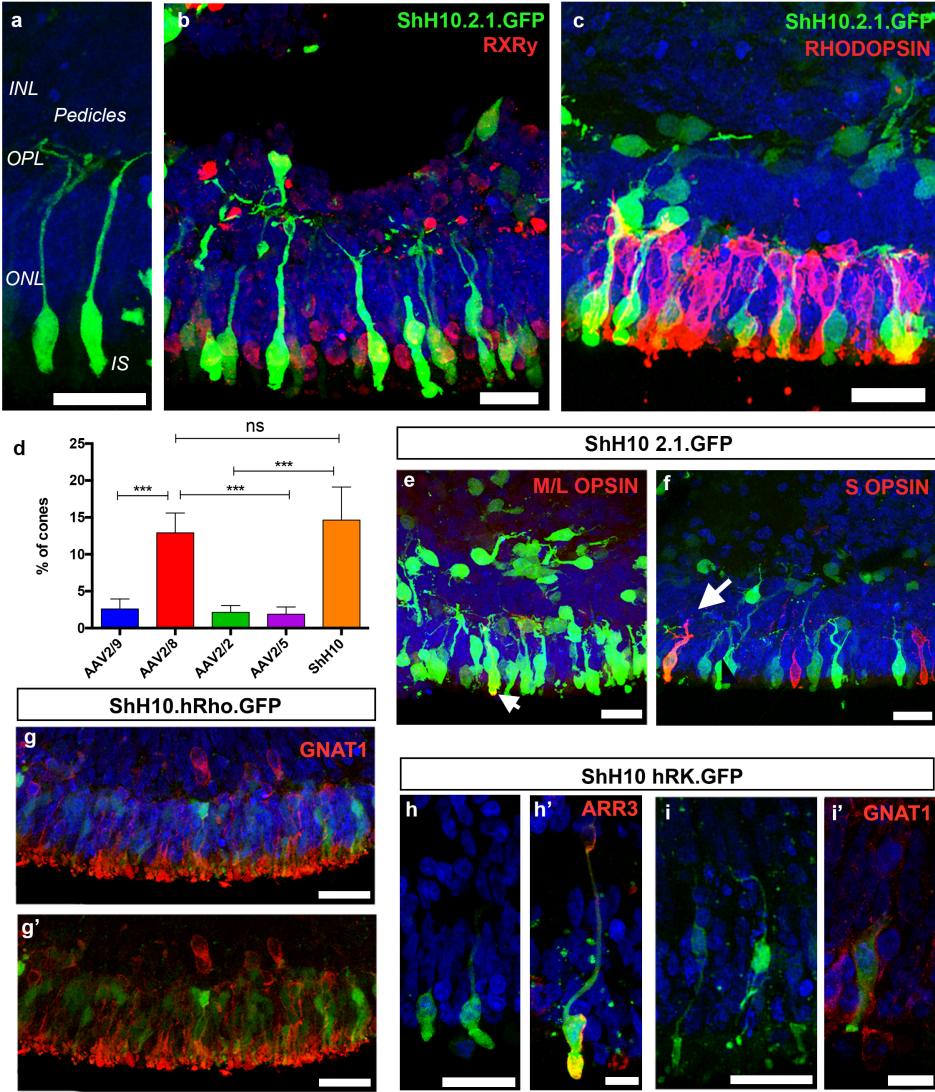 a
INL
Pedicles
OPL
ONL
IS
b
ShH10.2.1.GFP
RXRy
c
ShH10.2.1.GFP
RHODOPSIN
d
ns
***
***
***
% of cones
25
20
15
10
5
0
AAV2/9
AAV2/8
AAV2/2
AAV2/5
ShH10
ShH10 2.1.GFP
e
M/L OPSIN
f
S OPSIN
ShH10.hRho.GFP
g
GNAT1
g’
ShH10 hRK.GFP
h
h’
ARR3
i
i’
GNAT1